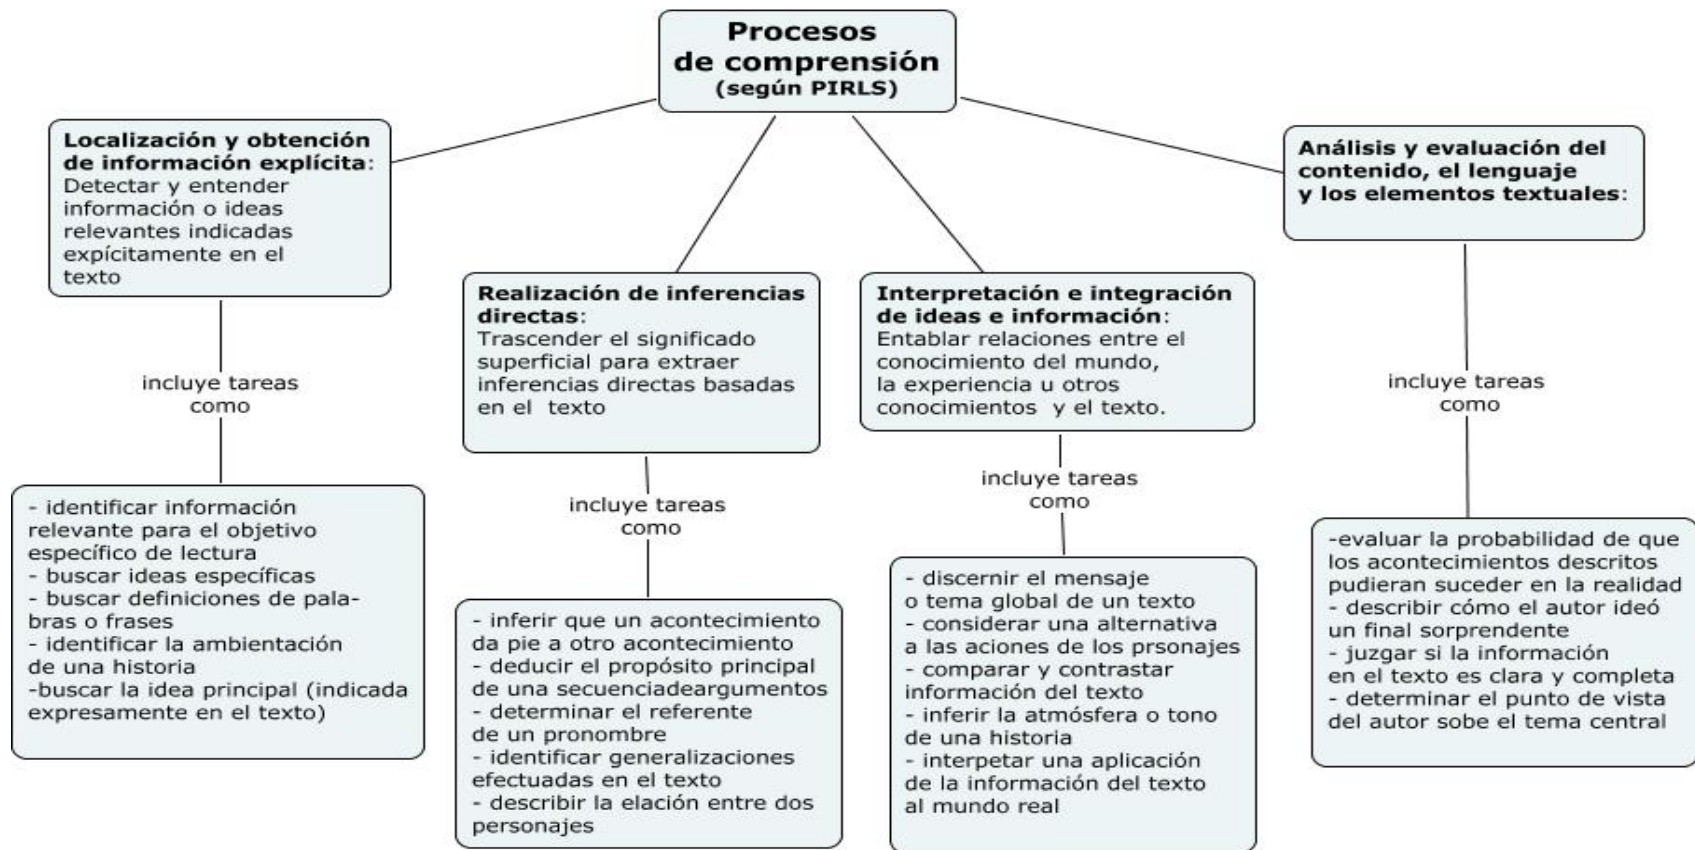 Procesos
de comprensión
(según PIRLS)
Localización y obtención
de información explícita:
Detectar y entender
información o ideas
relevantes indicadas
expícitamente en el
texto
incluye tareas
como
- identificar información
relevante para el objetivo
específico de lectura
- buscar ideas específicas
- buscar definiciones de pala-
bras o frases
- identificar la ambientación
de una historia
-buscar la idea principal (indicada
expresamente en el texto)
Realización de inferencias
directas:
Trascender el significado
superficial para extraer
inferencias directas basadas
en el texto
incluye tareas
como
- inferir que un acontecimiento
da pie a otro acontecimiento
- deducir el propósito principal
de una secuenciadeargumentos
- determinar el referente
de un pronombre
- identificar generalizaciones
efectuadas en el texto
- describir la elación entre dos
personajes
Interpretación e integración
de ideas e información:
Entablar relaciones entre el
conocimiento del mundo,
la experiencia u otros
conocimientos y el texto.
incluye tareas
como
- discernir el mensaje
o tema global de un texto
- considerar una alternativa
a las aciones de los prsonajes
- comparar y contrastar
información del texto
- inferir la atmósfera o tono
de una historia
- interpetar una aplicación
de la información del texto
al mundo real
Análisis y evaluación del
contenido, el lenguaje
y los elementos textuales:
incluye tareas
como
-evaluar la probabilidad de que
los acontecimientos descritos
pudieran suceder en la realidad
- describir cómo el autor ideó
un final sorprendente
- juzgar si la información
en el texto es clara y completa
- determinar el punto de vista
del autor sobe el tema central